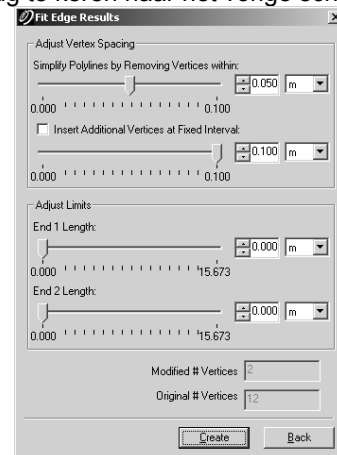 Fit Edge Results
Adjust Vertex Spacing
Simplify Polylines by Removing Vertices within:
0.050 m
0.000 0.100
Insert Additional Vertices at Fixed Interval:
0.100 m
0.000 0.100
Adjust Limits
End 1 Length:
0.000 m
0.000 15.673
End 2 Length:
0.000 m
0.000 15.673
Modified # Vertices 2
Original # Vertices 12
Create Back